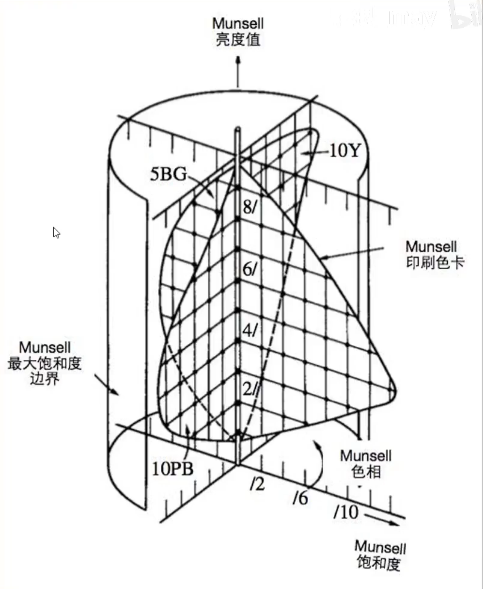 Munsell
亮度值
10Y
5BG
8/
Munsell
印刷色卡
6/
4/
Munsell
最大饱和度
边界
2/
Munsell
色相
10PB
/2
/6
/10
Munsell
饱和度